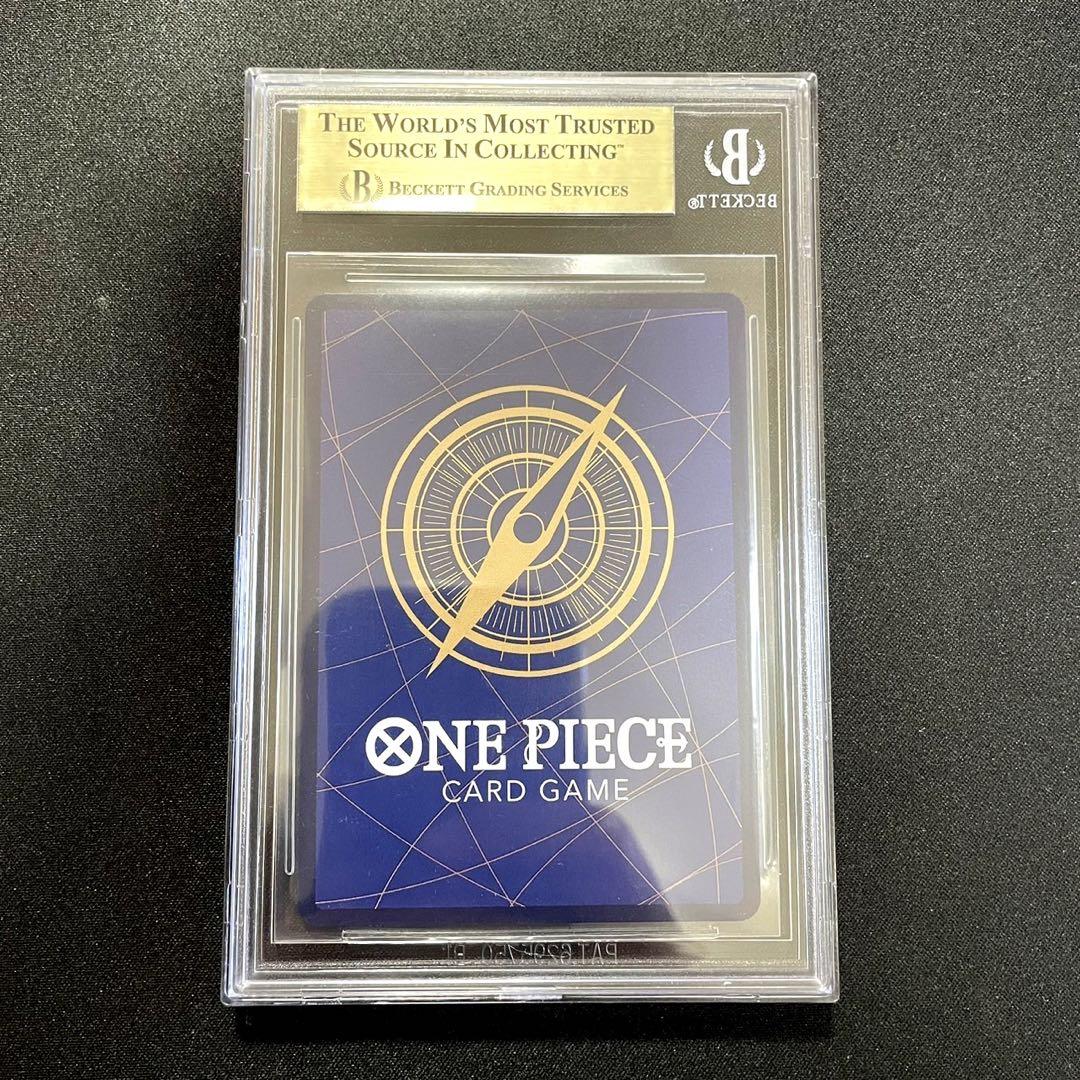 THE WORLD'S MOST TRUSTED
SOURCE IN COLLECTING™
B BECKETT GRADING SERVICES
B
BECKETT®
ONE PIECE
CARD GAME